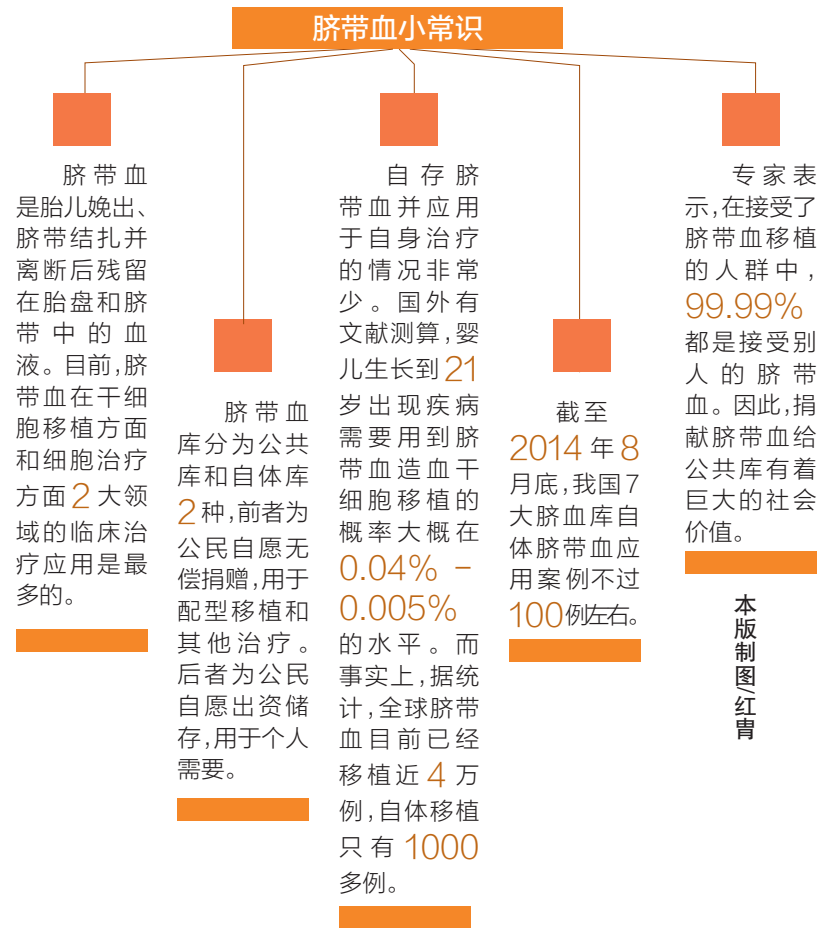 脐带血小常识
脐带血
是胎儿娩出、
脐带结扎并
离断后残留
在胎盘和脐
带中的血
液。目前,脐
带血在干细
胞移植方面
和细胞治疗
方面2大领
域的临床治
疗应用是最
多的。
脐带血
库分为公共
库和自体库
2种,前者为
公民自愿无
偿捐赠,用于
配型移植和
其他治疗。
后者为公民
自愿出资储
存,用于个人
需要。
自存脐
带血并应用
于自身治疗
的情况非常
少。国外有
文献测算,婴
儿生长到21
岁出现疾病
需要用到脐
带血造血干
细胞移植的
概率大概在
0.04% –
0.005%
的水平。而
事实上,据统
计,全球脐带
血目前已经
移植近4万
例,自体移植
只有1000
多例。
截至
2014年8
月底,我国7
大脐血库自
体脐带血应
用案例不过
100例左右。
专家表
示,在接受了
脐带血移植
的人群中,
99.99%
都是接受别
人的脐带
血。因此,捐
献脐带血给
公共库有着
巨大的社会
价值。
本版制图/红胄